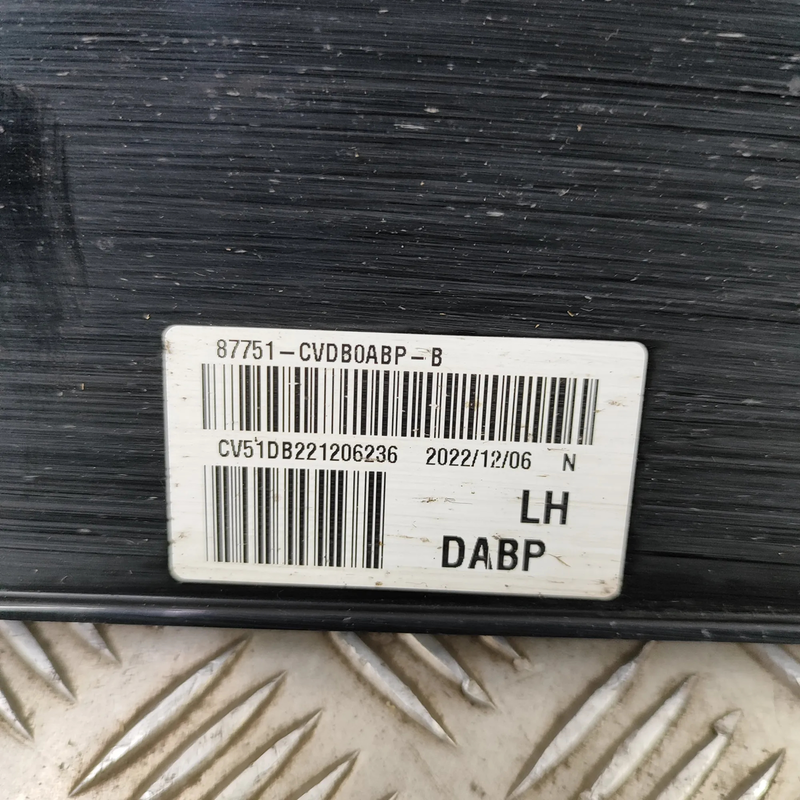 87751-CVDB0ABP-B
CV51DB221206236 2022/12/06 N
LH
DABP